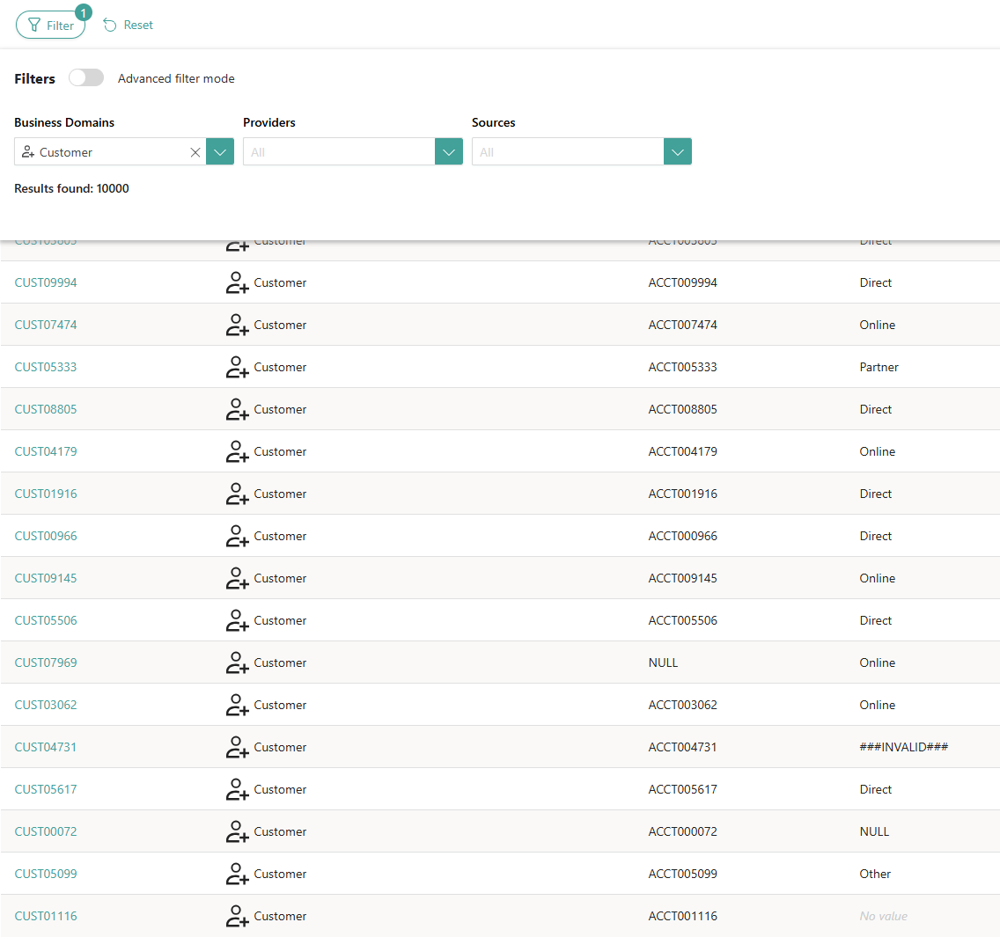 Filter 1 Reset
Filters Advanced filter mode
Business Domains Providers Sources
Customer All All
Results found: 10000
CUST03605 Customer ACCT003605 Direct
CUST09994 Customer ACCT009994 Direct
CUST07474 Customer ACCT007474 Online
CUST05333 Customer ACCT005333 Partner
CUST08805 Customer ACCT008805 Direct
CUST04179 Customer ACCT004179 Online
CUST01916 Customer ACCT001916 Direct
CUST00966 Customer ACCT000966 Direct
CUST09145 Customer ACCT009145 Online
CUST05506 Customer ACCT005506 Direct
CUST07969 Customer NULL Online
CUST03062 Customer ACCT003062 Online
CUST04731 Customer ACCT004731 ###INVALID###
CUST05617 Customer ACCT005617 Direct
CUST00072 Customer ACCT000072 NULL
CUST05099 Customer ACCT005099 Other
CUST01116 Customer ACCT001116 No value